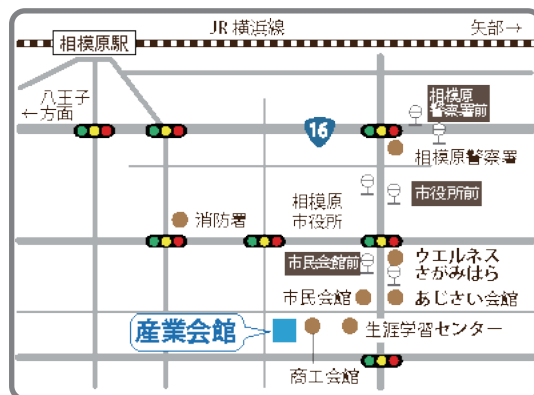 JR 横浜線
矢部→
相模原駅
八王子
←方面
16
相模原
警察署前
相模原警察署
市役所前
相模原
市役所
消防署
市民会館前
ウエルネス
さがみはら
市民会館
あじさい会館
産業会館
生涯学習センター
商工会館